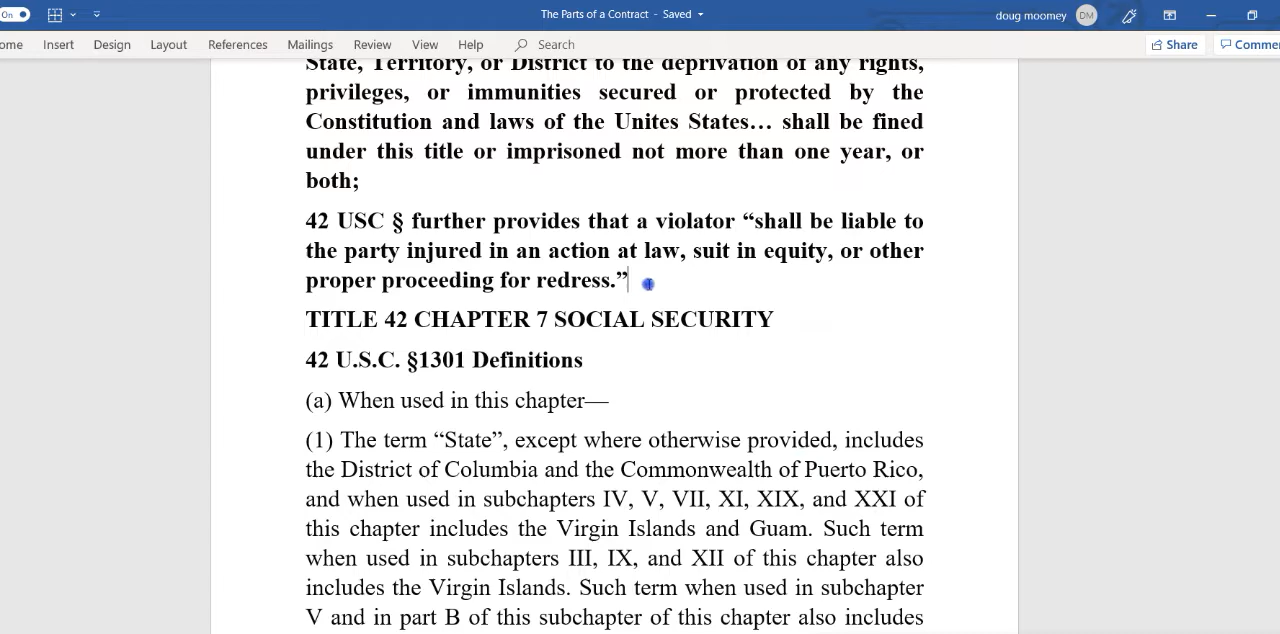 On
The Parts of a Contract - Saved
doug moomey DM
ome Insert Design Layout References Mailings Review View Help Search Share Comme
State, Territory, or District to the deprivation of any rights,
privileges, or immunities secured or protected by the
Constitution and laws of the Unites States… shall be fined
under this title or imprisoned not more than one year, or
both;
42 USC § further provides that a violator “shall be liable to
the party injured in an action at law, suit in equity, or other
proper proceeding for redress.”
TITLE 42 CHAPTER 7 SOCIAL SECURITY
42 U.S.C. §1301 Definitions
(a) When used in this chapter—
(1) The term “State”, except where otherwise provided, includes
the District of Columbia and the Commonwealth of Puerto Rico,
and when used in subchapters IV, V, VII, XI, XIX, and XXI of
this chapter includes the Virgin Islands and Guam. Such term
when used in subchapters III, IX, and XII of this chapter also
includes the Virgin Islands. Such term when used in subchapter
V and in part B of this subchapter of this chapter also includes